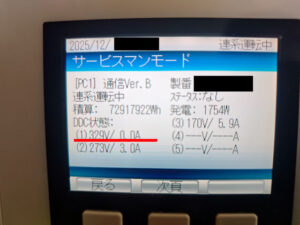 2025/12/ 連系運転中
サービスマンモード
[PC1] 通信Ver.B 製番
連系運転中 ステータス:なし
積算: 72917922Wh 発電: 1754W
DDC状態: (3)170V/ 5.9A
(1)329V/ 0.0A (4)---V/----A
(2)273V/ 3.0A (5)---V/----A
戻る 次頁